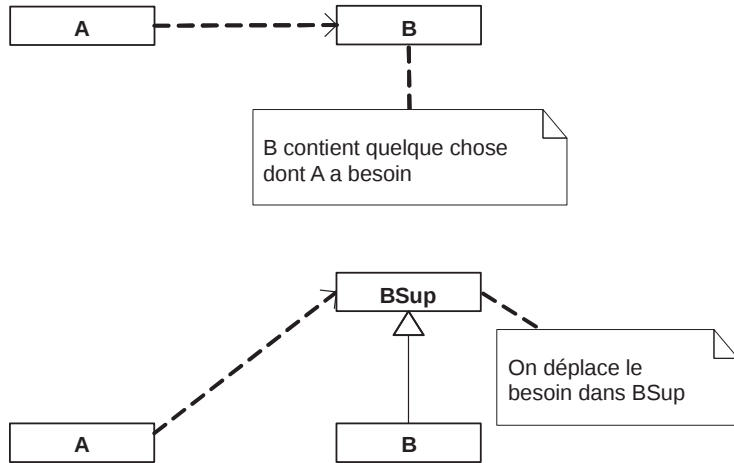 A
B
B contient quelque chose
dont A a besoin
BSup
On déplace le
besoin dans BSup
A
B